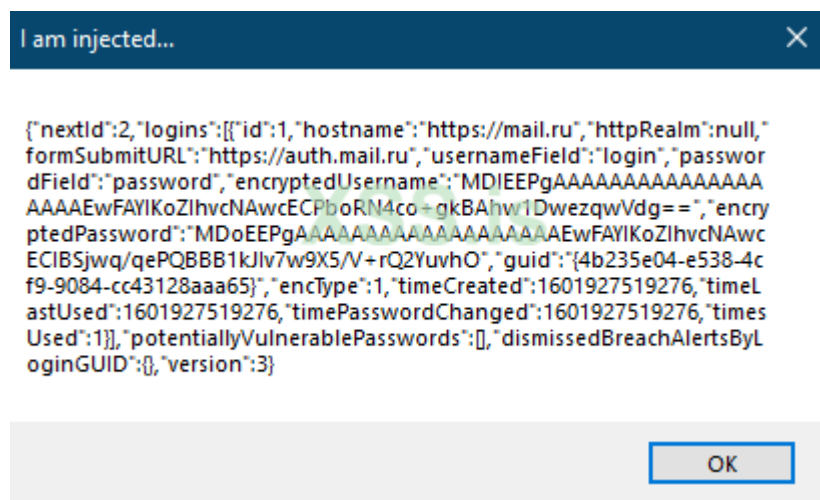 I am injected...
{"nextId":2,"logins":[{"id":1,"hostname":"https://mail.ru","httpRealm":null,"
formSubmitURL":"https://auth.mail.ru","usernameField":"login","passwor
dField":"password","encryptedUsername":"MDIEEPgAAAAAAAAAAAAAAA
AAAAEwFAYIKoZIhvcNAwcECPboRN4co+gkBAhw1DwezqwVdg==","encry
ptedPassword":"MDoEEPgAAAAAAAAAAAAAAAAAAAEwFAYIKoZIhvcNAwc
ECIBSjwq/qePQBBB1kJlv7w9X5/V+rQ2YuvhO","guid":"{4b235e04-e538-4c
f9-9084-cc43128aaa65}","encType":1,"timeCreated":1601927519276,"timeL
astUsed":1601927519276,"timePasswordChanged":1601927519276,"times
Used":1}],"potentiallyVulnerablePasswords":[],"dismissedBreachAlertsByL
oginGUID":{},"version":3}
xss.is
OK